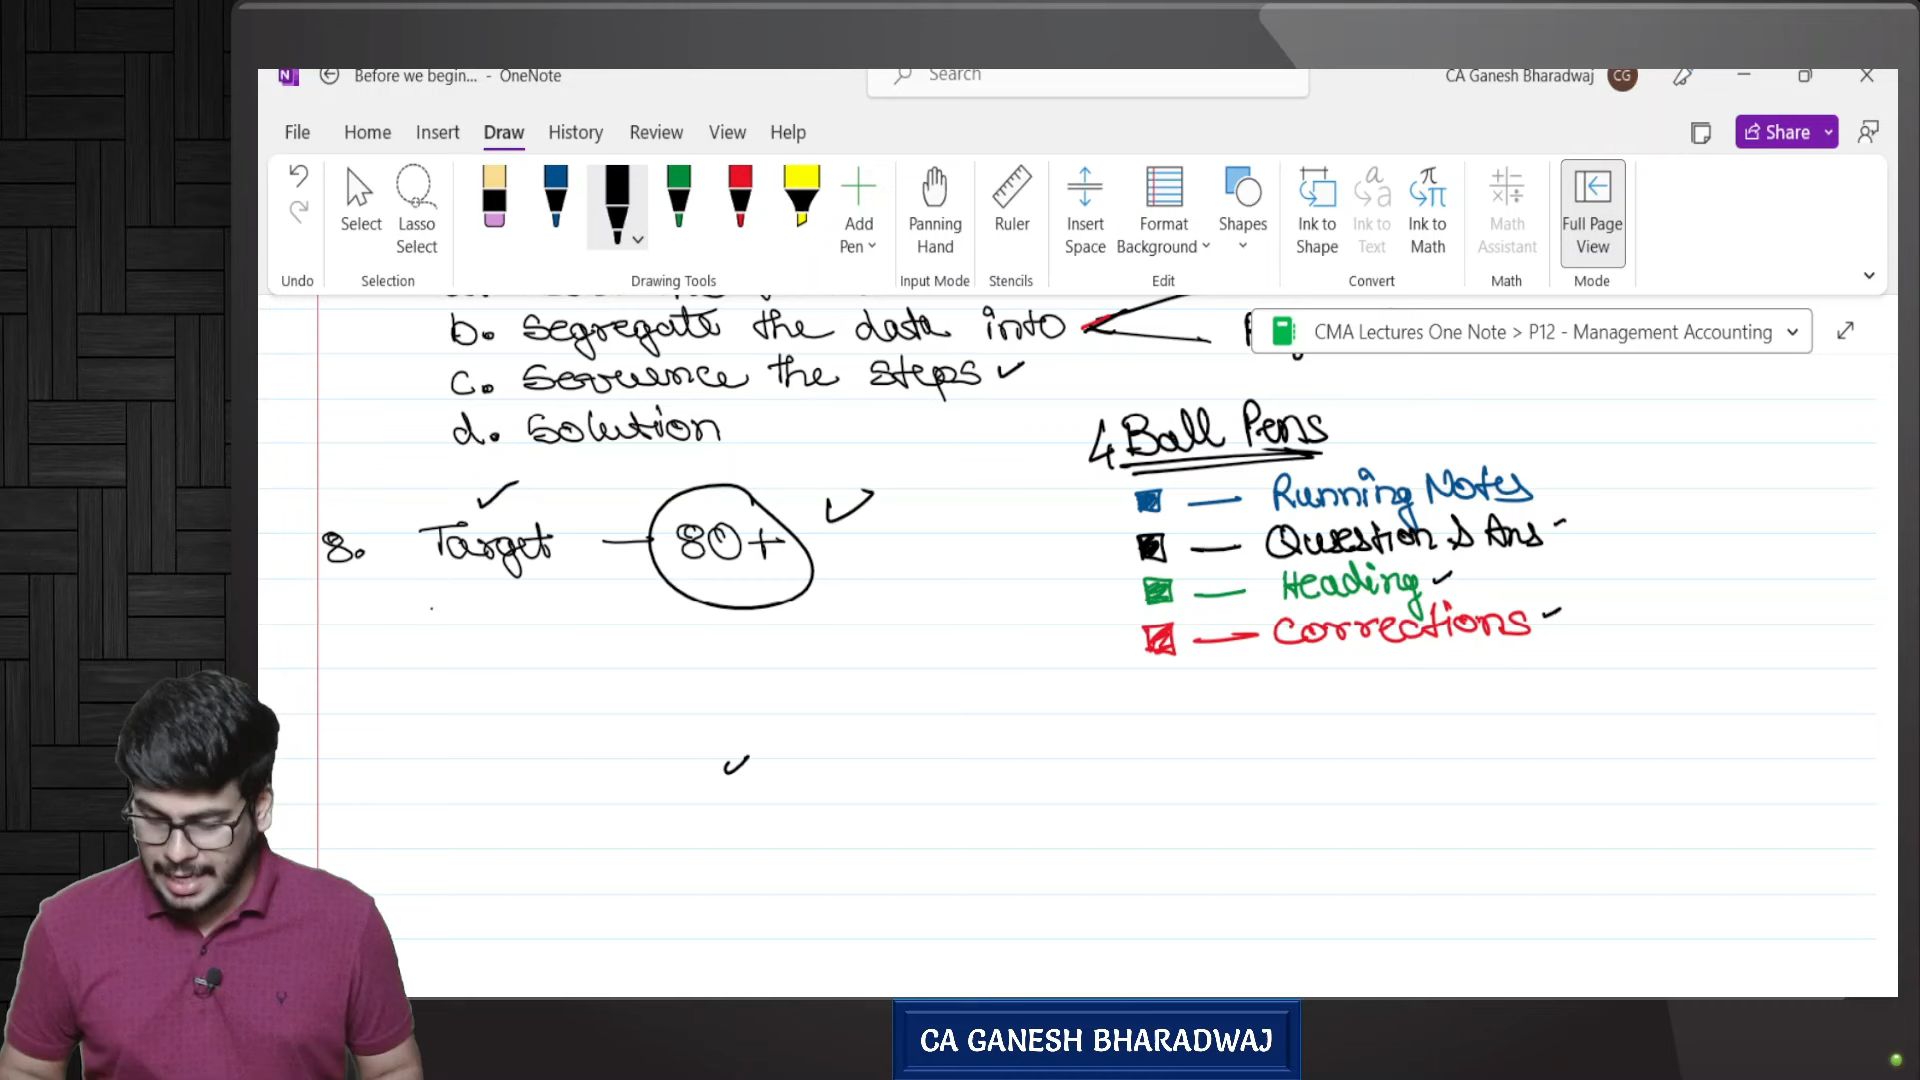 Before we begin... - OneNote
Search
CA Ganesh Bharadwaj CG
File Home Insert Draw History Review View Help
Share
Select
Lasso Select
Add Pen
Panning Hand
Ruler
Insert Space
Format Background
Shapes
Ink to Shape
Ink to Text
Ink to Math
Math Assistant
Full Page View
Undo Selection Drawing Tools Input Mode Stencils Edit Convert Math Mode
CMA Lectures One Note > P12 - Management Accounting
b. Segregate the data into
c. Sequence the steps
d. Solution
8. Target — 80+
4 Ball Pens
— Running Notes
— Question & Ans
— Heading
— Corrections
CA GANESH BHARADWAJ